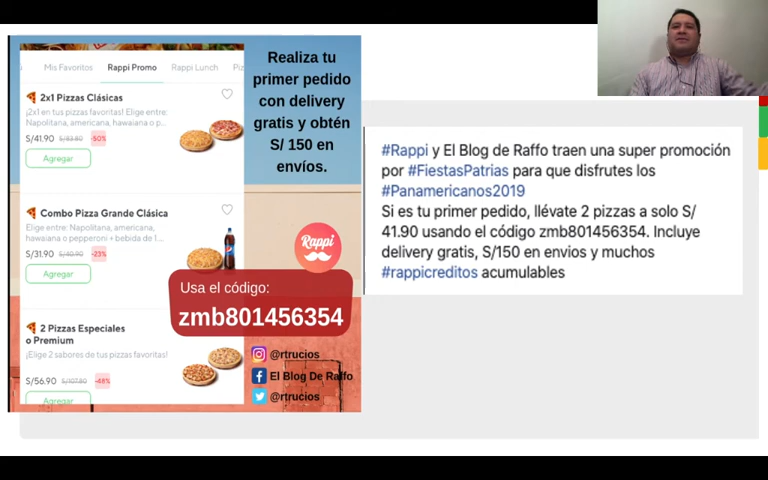 Mis Favoritos Rappi Promo Rappi Lunch
2x1 Pizzas Clásicas
¡2x1 en tus pizzas favoritas! Elige entre:
Napolitana, americana, hawaiana o p...
S/41.90 S/83.80 -50%
Agregar
Combo Pizza Grande Clásica
Elige entre: Napolitana, americana,
hawaiana o pepperoni + bebida de 1...
S/31.90 S/40.90 -23%
Agregar
2 Pizzas Especiales
o Premium
¡Elige 2 sabores de tus pizzas favoritas!
S/56.90 S/107.80 -48%
Agregar
Realiza tu
primer pedido
con delivery
gratis y obtén
S/ 150 en
envíos.
Rappi
Usa el código:
zmb801456354
@rtrucios
El Blog De Raffo
@rtrucios
#Rappi y El Blog de Raffo traen una super promoción
por #FiestasPatrias para que disfrutes los
#Panamericanos2019
Si es tu primer pedido, llévate 2 pizzas a solo S/
41.90 usando el código zmb801456354. Incluye
delivery gratis, S/150 en envios y muchos
#rappicreditos acumulables